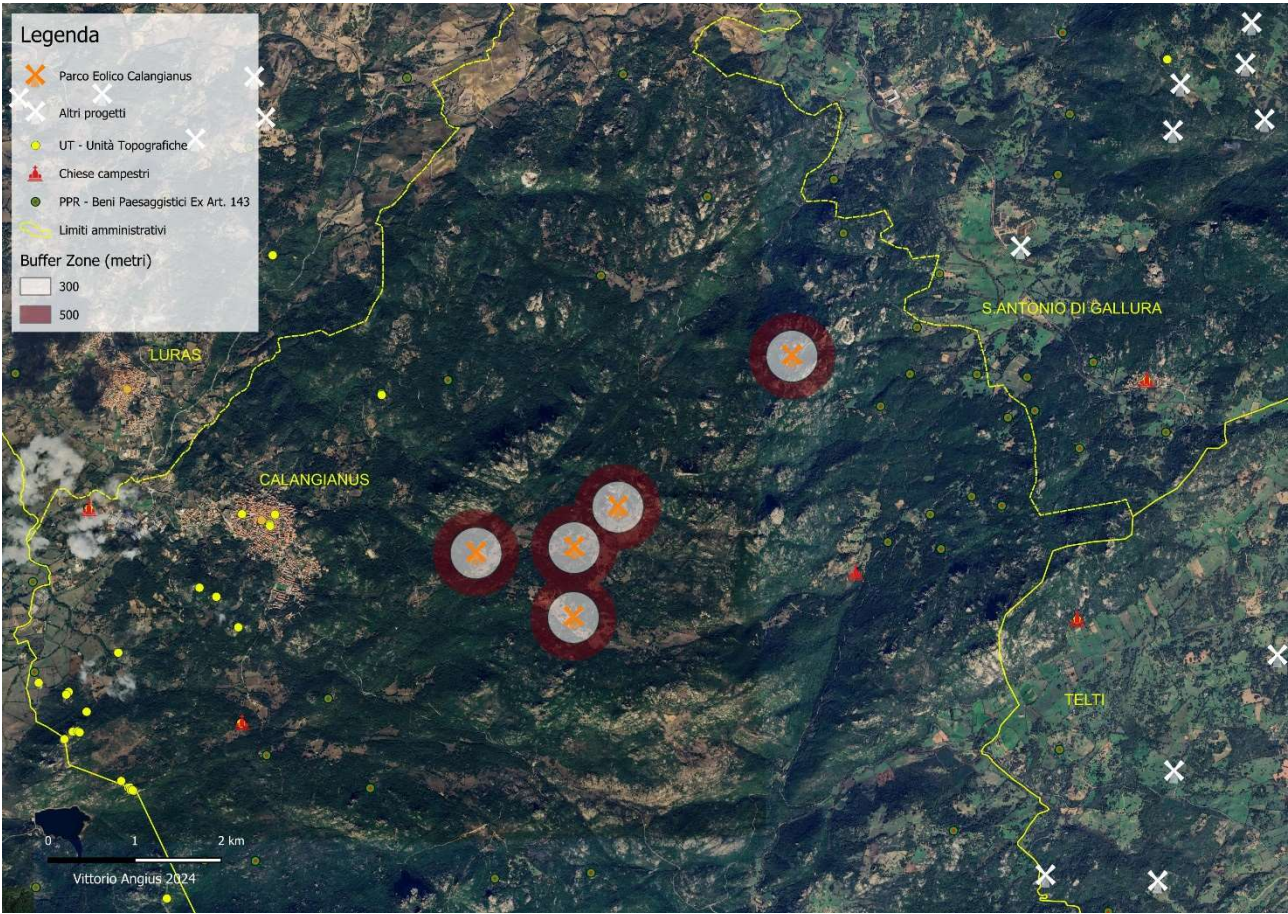 Legenda
Parco Eolico Calangianus
Altri progetti
UT - Unità Topografiche
Chiese campestri
PPR - Beni Paesaggistici Ex Art. 143
Limiti amministrativi
Buffer Zone (metri)
300
500
S.ANTONIO DI GALLURA
LURAS
CALANGIANUS
TELTI
0 1 2 km
Vittorio Angius 2024